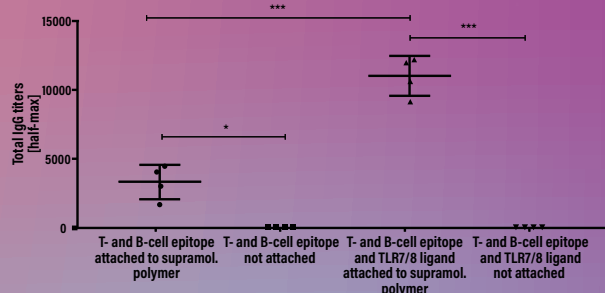 ***
15000
***
10000
*
5000
0
Total IgG titers
[half-max]
T- and B-cell epitope
attached to supramol.
polymer
T- and B-cell epitope
not attached
T- and B-cell epitope
and TLR7/8 ligand
attached to supramol.
polymer
T- and B-cell epitope
and TLR7/8 ligand
not attached